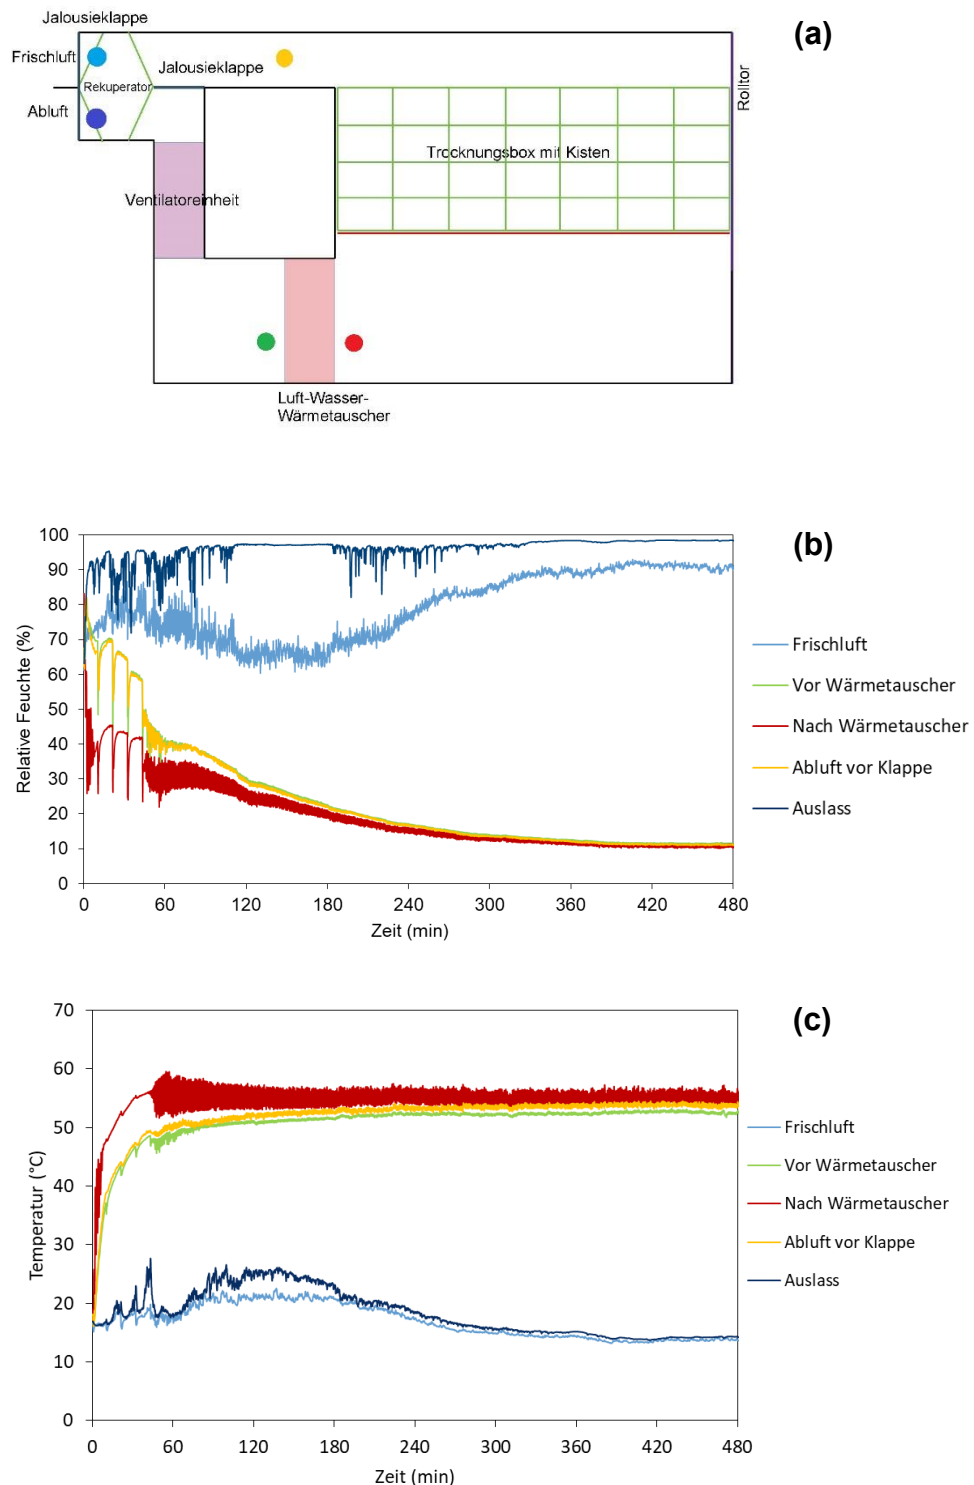 Jalousieklappe
(a)
Frischluft
Jalousieklappe
Rekuperator
Rolltor
Abluft
Trocknungsbox mit Kisten
Ventilatoreinheit
Luft-Wasser-
Wärmetauscher
(b)
Relative Feuchte (%)
100
90
80
70
60
50
40
30
20
10
0
0 60 120 180 240 300 360 420 480
Zeit (min)
Frischluft
Vor Wärmetauscher
Nach Wärmetauscher
Abluft vor Klappe
Auslass
(c)
Temperatur (°C)
70
60
50
40
30
20
10
0
0 60 120 180 240 300 360 420 480
Zeit (min)
Frischluft
Vor Wärmetauscher
Nach Wärmetauscher
Abluft vor Klappe
Auslass